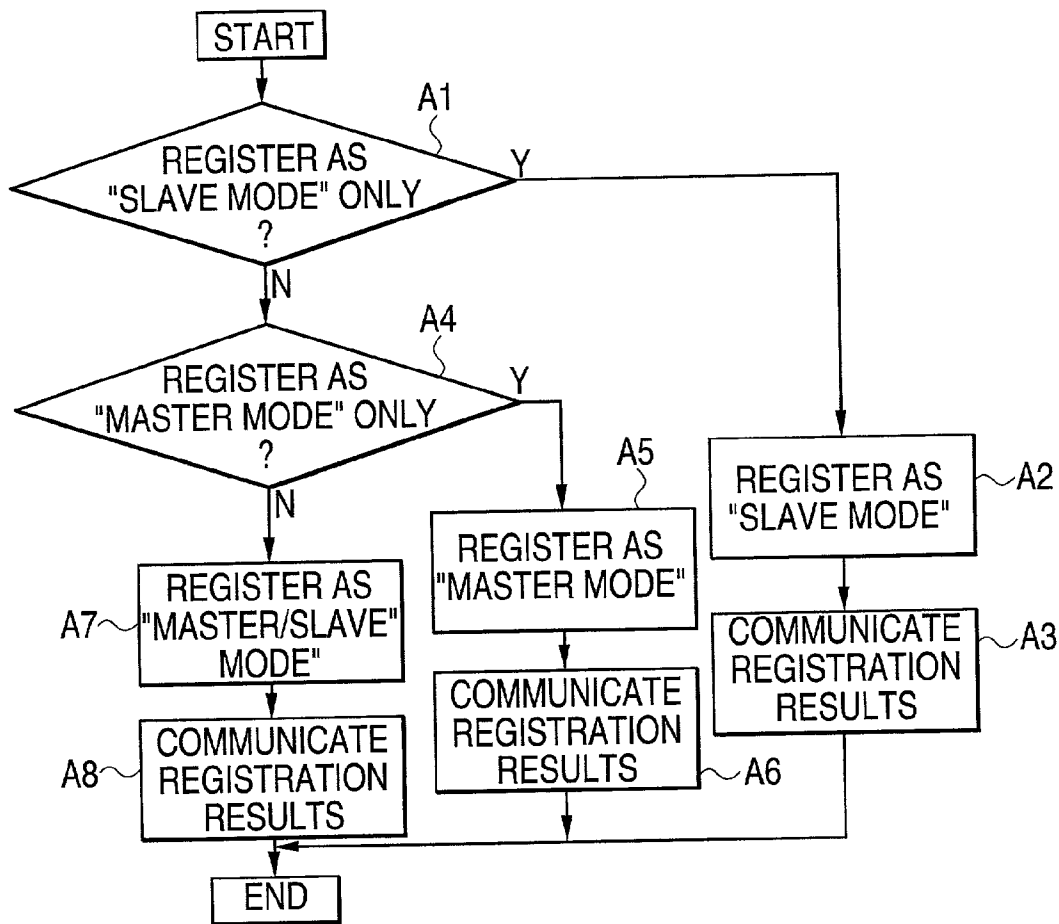 START
A1
REGISTER AS
"SLAVE MODE" ONLY
?
Y
N
A4
REGISTER AS
"MASTER MODE" ONLY
?
Y
N
A5
REGISTER AS
"MASTER MODE"
REGISTER AS
"SLAVE MODE"
A2
A7
REGISTER AS
"MASTER/SLAVE"
MODE"
COMMUNICATE
REGISTRATION
RESULTS
A3
COMMUNICATE
REGISTRATION
RESULTS
A6
A8
COMMUNICATE
REGISTRATION
RESULTS
END